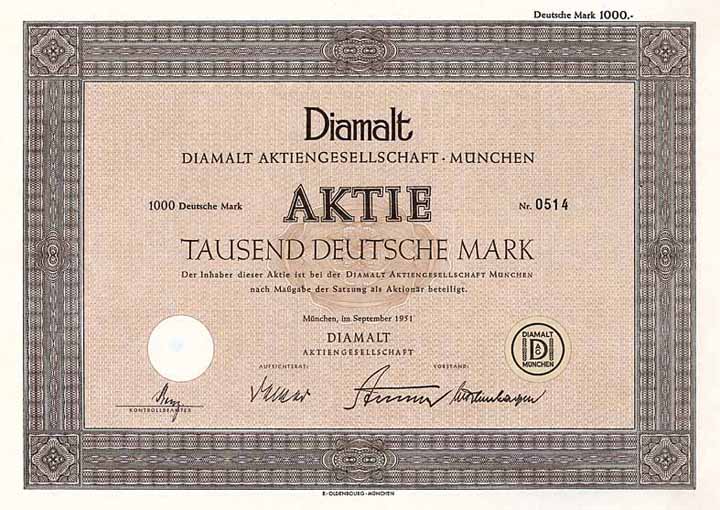 Deutsche Mark 1000.-
Diamalt
DIAMALT AKTIENGESELLSCHAFT · MÜNCHEN
1000 Deutsche Mark AKTIE Nr. 0514
TAUSEND DEUTSCHE MARK
Der Inhaber dieser Aktie ist bei der DIAMALT AKTIENGESELLSCHAFT MÜNCHEN
nach Maßgabe der Satzung als Aktionär beteiligt.
München, im September 1951
DIAMALT
AKTIENGESELLSCHAFT
AUFSICHTSRAT: VORSTAND:
KONTROLLBEAMTER
DIAMALT
D
AG
MÜNCHEN
R·OLDENBOURG·MÜNCHEN